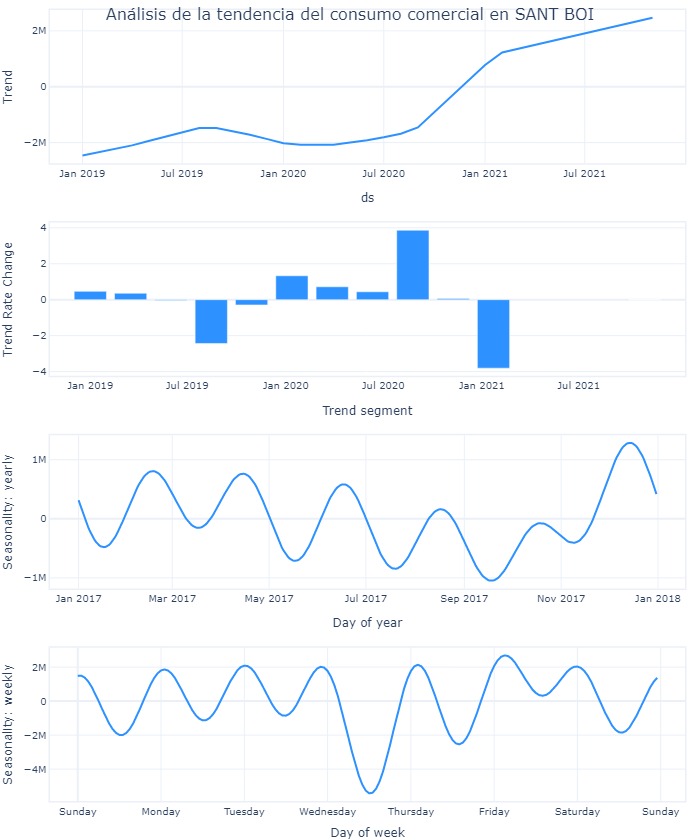 Análisis de la tendencia del consumo comercial en SANT BOI
Trend
2M
0
−2M
Jan 2019 Jul 2019 Jan 2020 Jul 2020 Jan 2021 Jul 2021
ds
Trend Rate Change
4
2
0
−2
−4
Jan 2019 Jul 2019 Jan 2020 Jul 2020 Jan 2021 Jul 2021
Trend segment
Seasonality: yearly
1M
0
−1M
Jan 2017 Mar 2017 May 2017 Jul 2017 Sep 2017 Nov 2017 Jan 2018
Day of year
Seasonality: weekly
2M
0
−2M
−4M
Sunday Monday Tuesday Wednesday Thursday Friday Saturday Sunday
Day of week